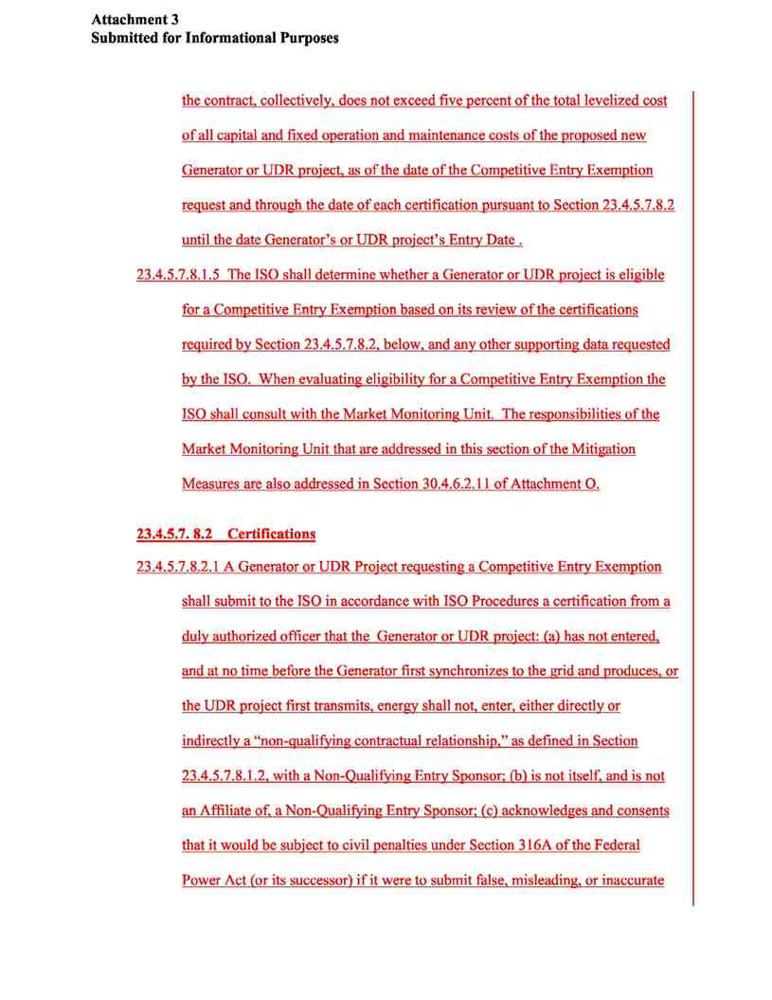 Attachment 3
Submitted for Informational Purposes
the contract, collectively, does not exceed five percent of the total levelized cost
of all capital and fixed operation and maintenance costs of the proposed new
Generator or UDR project, as of the date of the Competitive Entry Exemption
request and through the date of each certification pursuant to Section 23.4.5.7.8.2
until the date Generator's or UDR project's Entry Date .
23.4.5.7.8.1.5 The ISO shall determine whether a Generator or UDR project is eligible
for a Competitive Entry Exemption based on its review of the certifications
required by Section 23.4.5.7.8.2, below, and any other supporting data requested
by the ISO. When evaluating eligibility for a Competitive Entry Exemption the
ISO shall consult with the Market Monitoring Unit. The responsibilities of the
Market Monitoring Unit that are addressed in this section of the Mitigation
Measures are also addressed in Section 30.4.6.2.11 of Attachment O.
23.4.5.7. 8.2 Certifications
23.4.5.7.8.2.1 A Generator or UDR Project requesting a Competitive Entry Exemption
shall submit to the ISO in accordance with ISO Procedures a certification from a
duly authorized officer that the Generator or UDR project: (a) has not entered,
and at no time before the Generator first synchronizes to the grid and produces, or
the UDR project first transmits, energy shall not, enter, either directly or
indirectly a “non-qualifying contractual relationship,” as defined in Section
23.4.5.7.8.1.2, with a Non-Qualifying Entry Sponsor; (b) is not itself, and is not
an Affiliate of, a Non-Qualifying Entry Sponsor; (c) acknowledges and consents
that it would be subject to civil penalties under Section 316A of the Federal
Power Act (or its successor) if it were to submit false, misleading, or inaccurate